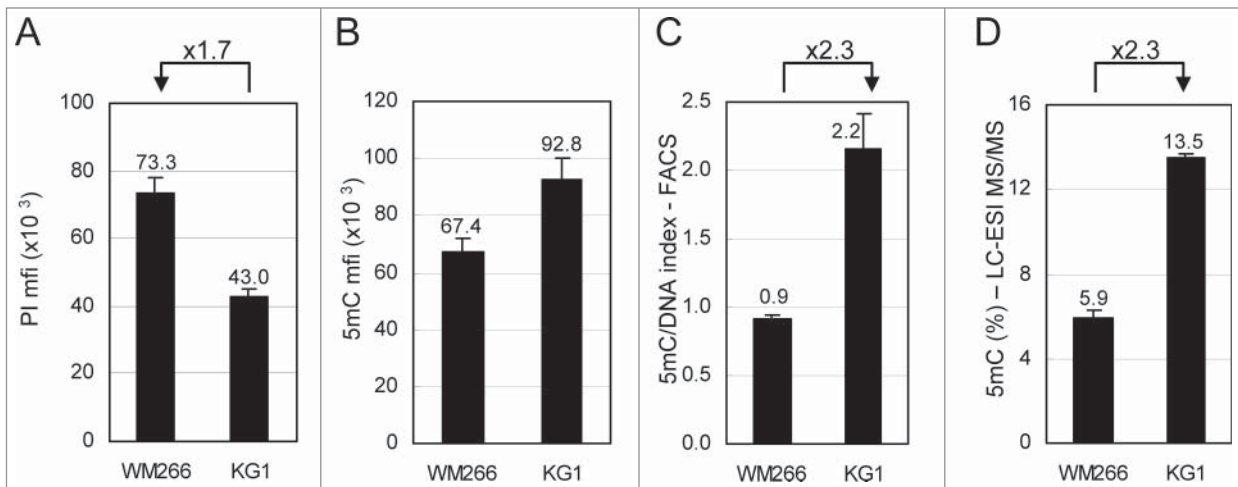 A
x1.7
PI mfi (x10 3)
100
80
60
40
20
0
73.3
43.0
WM266 KG1
B
5mC mfi (x10 3)
120
100
80
60
40
20
0
67.4
92.8
WM266 KG1
C
x2.3
5mC/DNA index - FACS
2.5
2.0
1.5
1.0
0.5
0.0
0.9
2.2
WM266 KG1
D
x2.3
5mC (%) – LC-ESI MS/MS
16
12
8
4
0
5.9
13.5
WM266 KG1